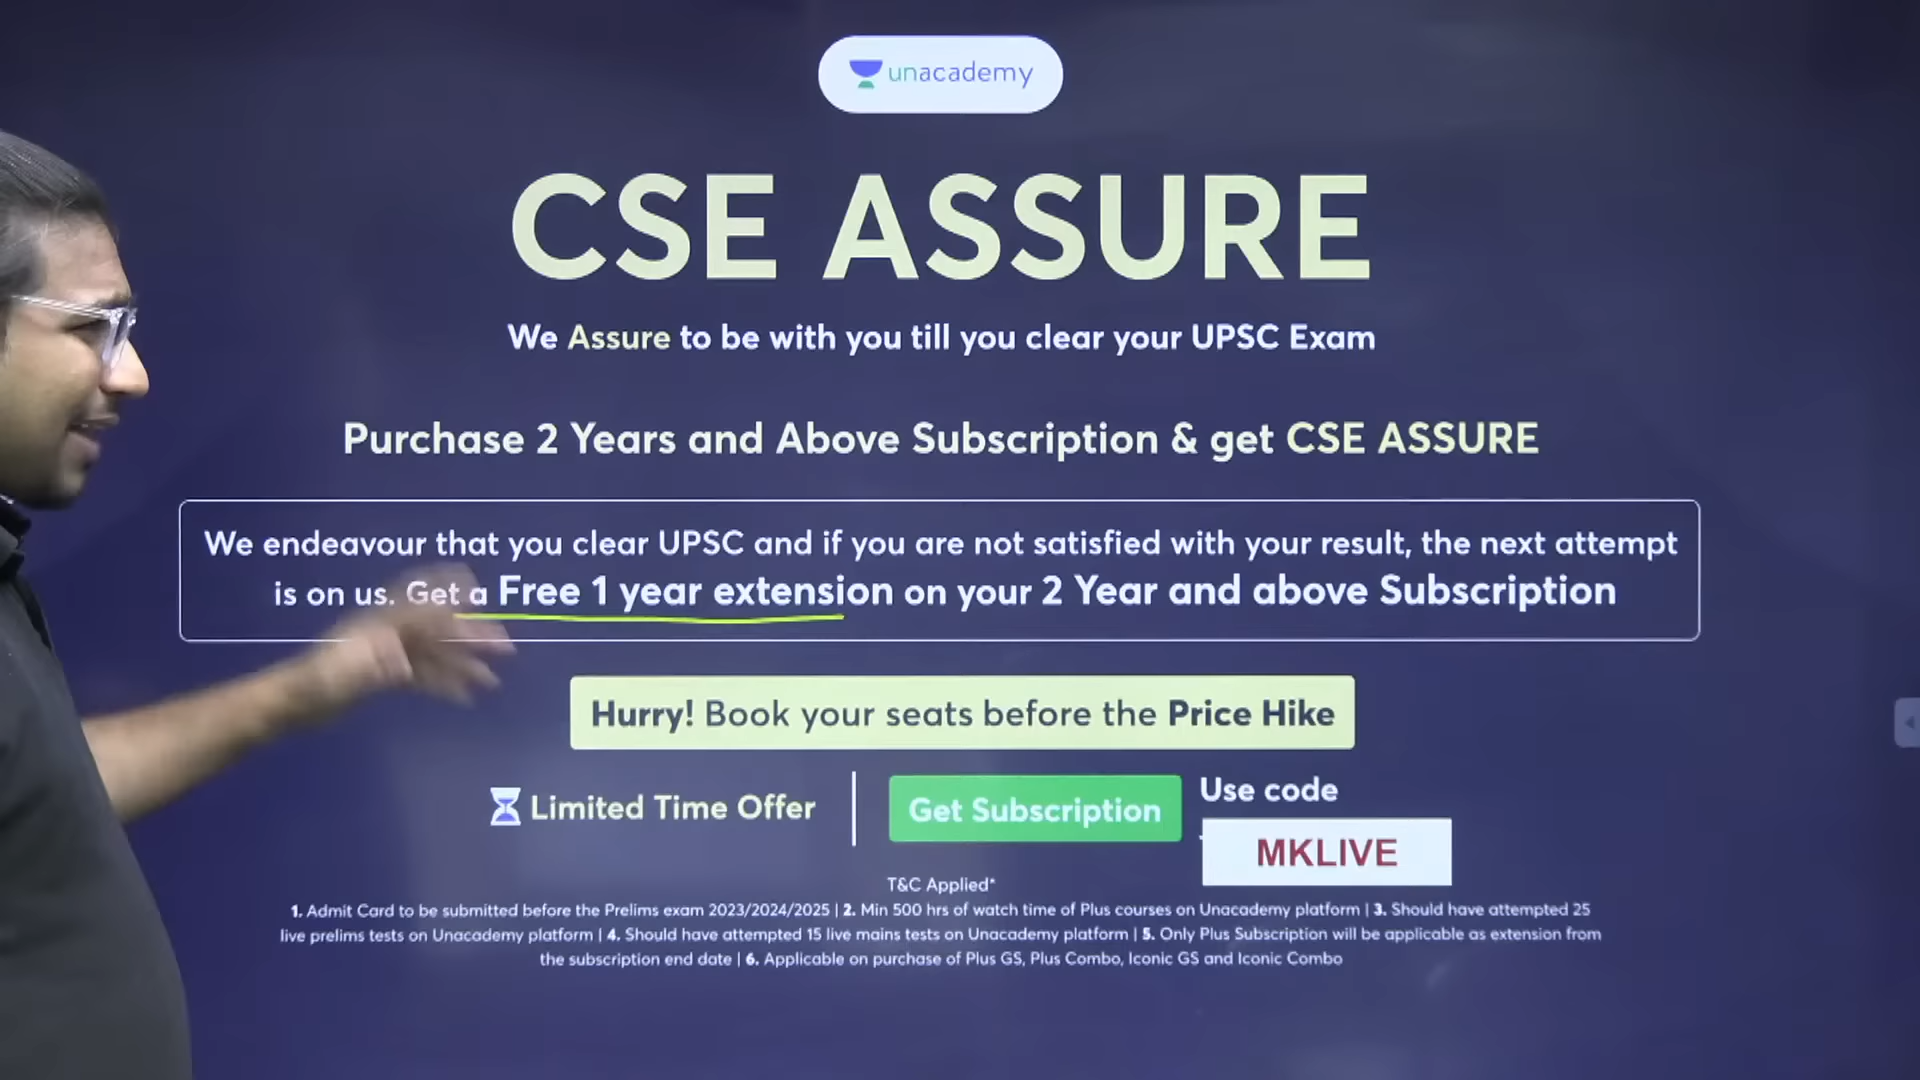 unacademy
CSE ASSURE
We Assure to be with you till you clear your UPSC Exam
Purchase 2 Years and Above Subscription & get CSE ASSURE
We endeavour that you clear UPSC and if you are not satisfied with your result, the next attempt
is on us. Get a Free 1 year extension on your 2 Year and above Subscription
Hurry! Book your seats before the Price Hike
Limited Time Offer
Get Subscription
Use code
MKLIVE
T&C Applied*
1. Admit Card to be submitted before the Prelims exam 2023/2024/2025 | 2. Min 500 hrs of watch time of Plus courses on Unacademy platform | 3. Should have attempted 25
live prelims tests on Unacademy platform | 4. Should have attempted 15 live mains tests on Unacademy platform | 5. Only Plus Subscription will be applicable as extension from
the subscription end date | 6. Applicable on purchase of Plus GS, Plus Combo, Iconic GS and Iconic Combo